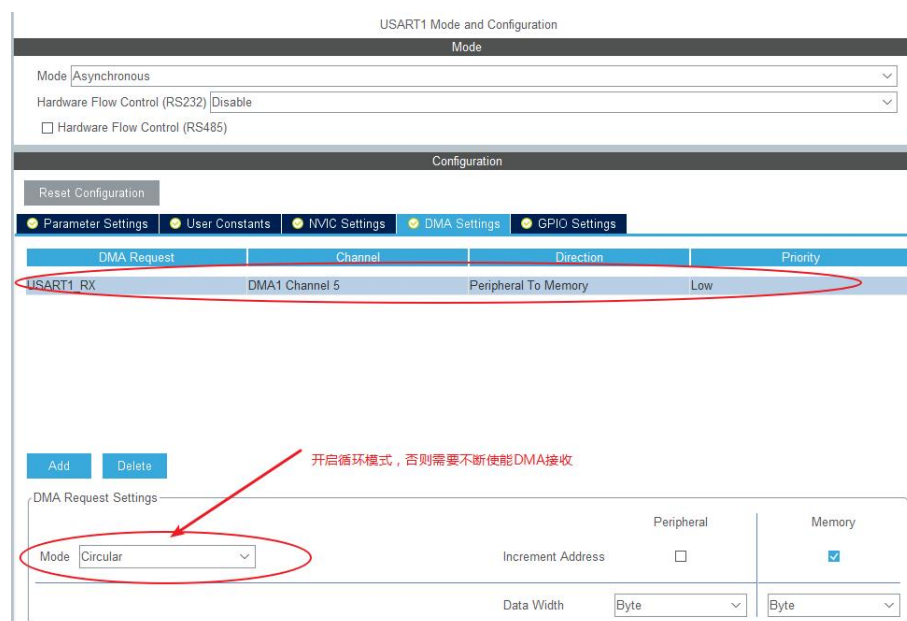 USART1 Mode and Configuration
Mode
Mode Asynchronous
Hardware Flow Control (RS232) Disable
Hardware Flow Control (RS485)
Configuration
Reset Configuration
Parameter Settings User Constants NVIC Settings DMA Settings GPIO Settings
DMA Request Channel Direction Priority
USART1_RX DMA1 Channel 5 Peripheral To Memory Low
开启循环模式，否则需要不断使能DMA接收
Add Delete
DMA Request Settings
Peripheral Memory
Mode Circular Increment Address
Data Width Byte Byte